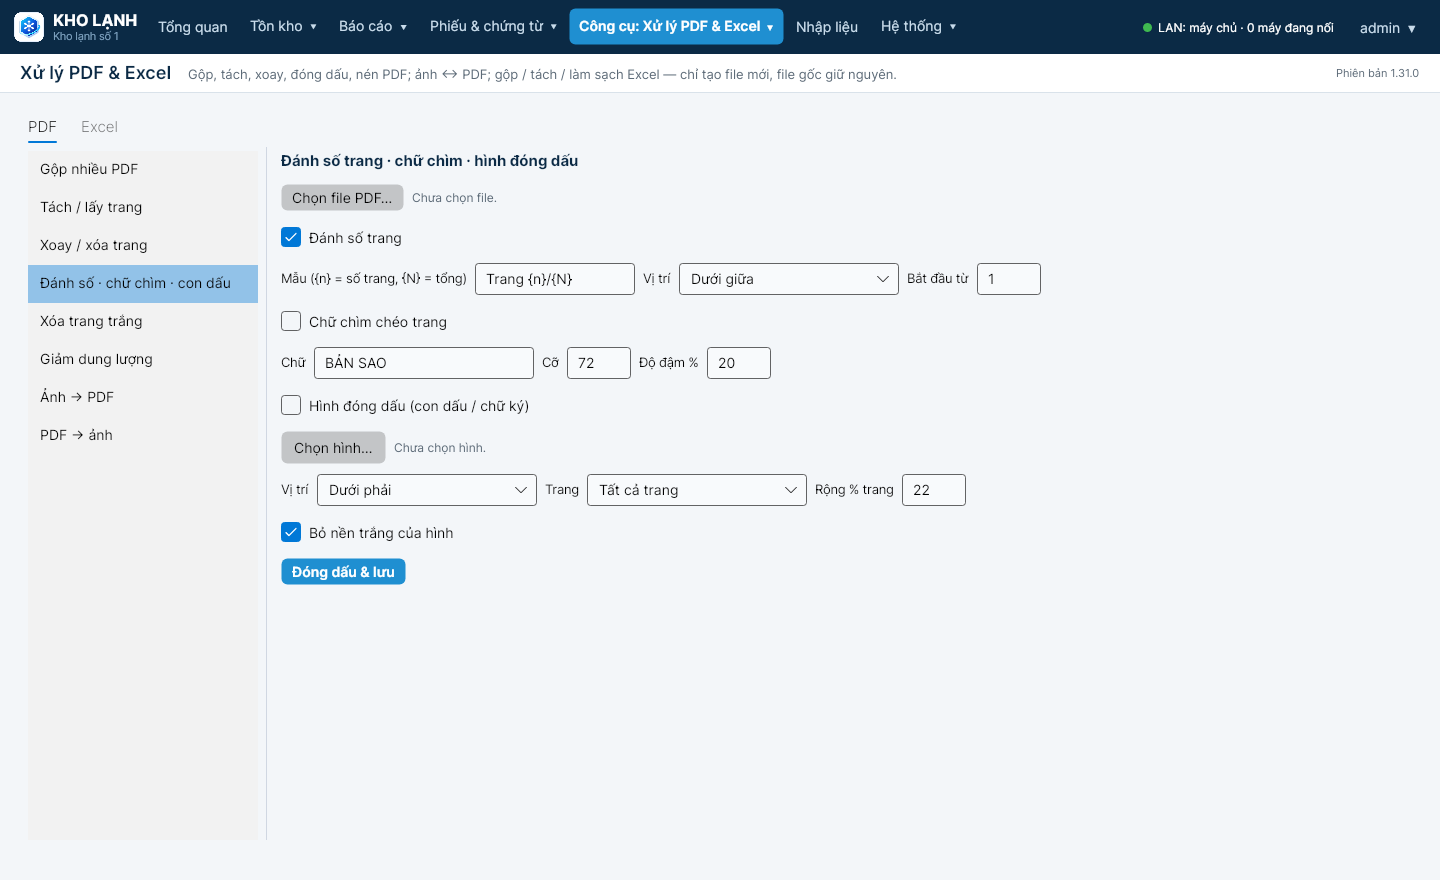 KHO LẠNH
Kho lạnh số 1
Tổng quan
Tồn kho ▾
Báo cáo ▾
Phiếu & chứng từ ▾
Công cụ: Xử lý PDF & Excel ▾
Nhập liệu
Hệ thống ▾
LAN: máy chủ · 0 máy đang nối
admin ▾
Xử lý PDF & Excel
Gộp, tách, xoay, đóng dấu, nén PDF; ảnh ↔ PDF; gộp / tách / làm sạch Excel — chỉ tạo file mới, file gốc giữ nguyên.
Phiên bản 1.31.0
PDF
Excel
Gộp nhiều PDF
Tách / lấy trang
Xoay / xóa trang
Đánh số · chữ chìm · con dấu
Xóa trang trắng
Giảm dung lượng
Ảnh → PDF
PDF → ảnh
Đánh số trang · chữ chìm · hình đóng dấu
Chọn file PDF...
Chưa chọn file.
Đánh số trang
Mẫu ({n} = số trang, {N} = tổng)
Trang {n}/{N}
Vị trí
Dưới giữa
Bắt đầu từ
1
Chữ chìm chéo trang
Chữ
BẢN SAO
Cỡ
72
Độ đậm %
20
Hình đóng dấu (con dấu / chữ ký)
Chọn hình...
Chưa chọn hình.
Vị trí
Dưới phải
Trang
Tất cả trang
Rộng % trang
22
Bỏ nền trắng của hình
Đóng dấu & lưu